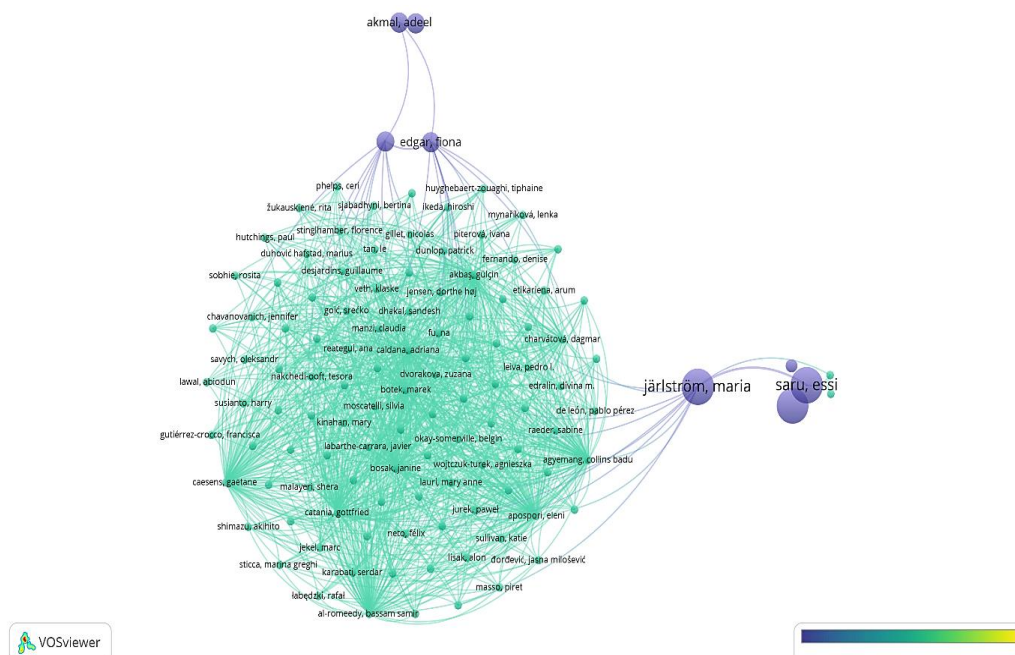 akmal, adeel
edgar, fiona
phelps, ceri
huyghebaert-zouaghi, tiphaine
žukauskienė, rita
sjabadhyni, bertina
ikeda, hiroshi
mynaříková, lenka
hutchings, paul
stinglhamber, florence
gillet, nicolas
piterová, ivana
duhović hafstad, marius
tan, le
dunlop, patrick
fernando, denise
sobhie, rosita
desjardins, guillaume
akbaş, gülçin
veth, klaske
jensen, dorthe høj
etikariena, arum
golć, srećko
dhakal, sandesh
chavanovanich, jennifer
manzi, claudia
fu, na
charvátová, dagmar
reategui, ana
caldana, adriana
savych, oleksandr
leiva, pedro i.
lawal, abiodun
nakchedi-ooft, tesora
dvorakova, zuzana
järlström, maria
saru, essi
botek, marek
edralin, divina m.
susianto, harry
moscatelli, silvia
de león, pablo pérez
kinahan, mary
gutiérrez-crocco, francisca
raeder, sabine
okay-somerville, belgin
labarthe-carrara, javier
agyemang, collins badu
bosak, janine
wojtczuk-turek, agnieszka
caesens, gaëtane
malayeri, shera
lauri, mary anne
catania, gottfried
jurek, paweł
apospori, eleni
shimazu, akihito
neto, félix
sullivan, katie
jekel, marc
lisak, alon
đorđević, jasna milošević
sticca, marina greghi
karabati, serdar
masso, piret
łabędzki, rafał
al-romeedy, bassam samir
VOSviewer